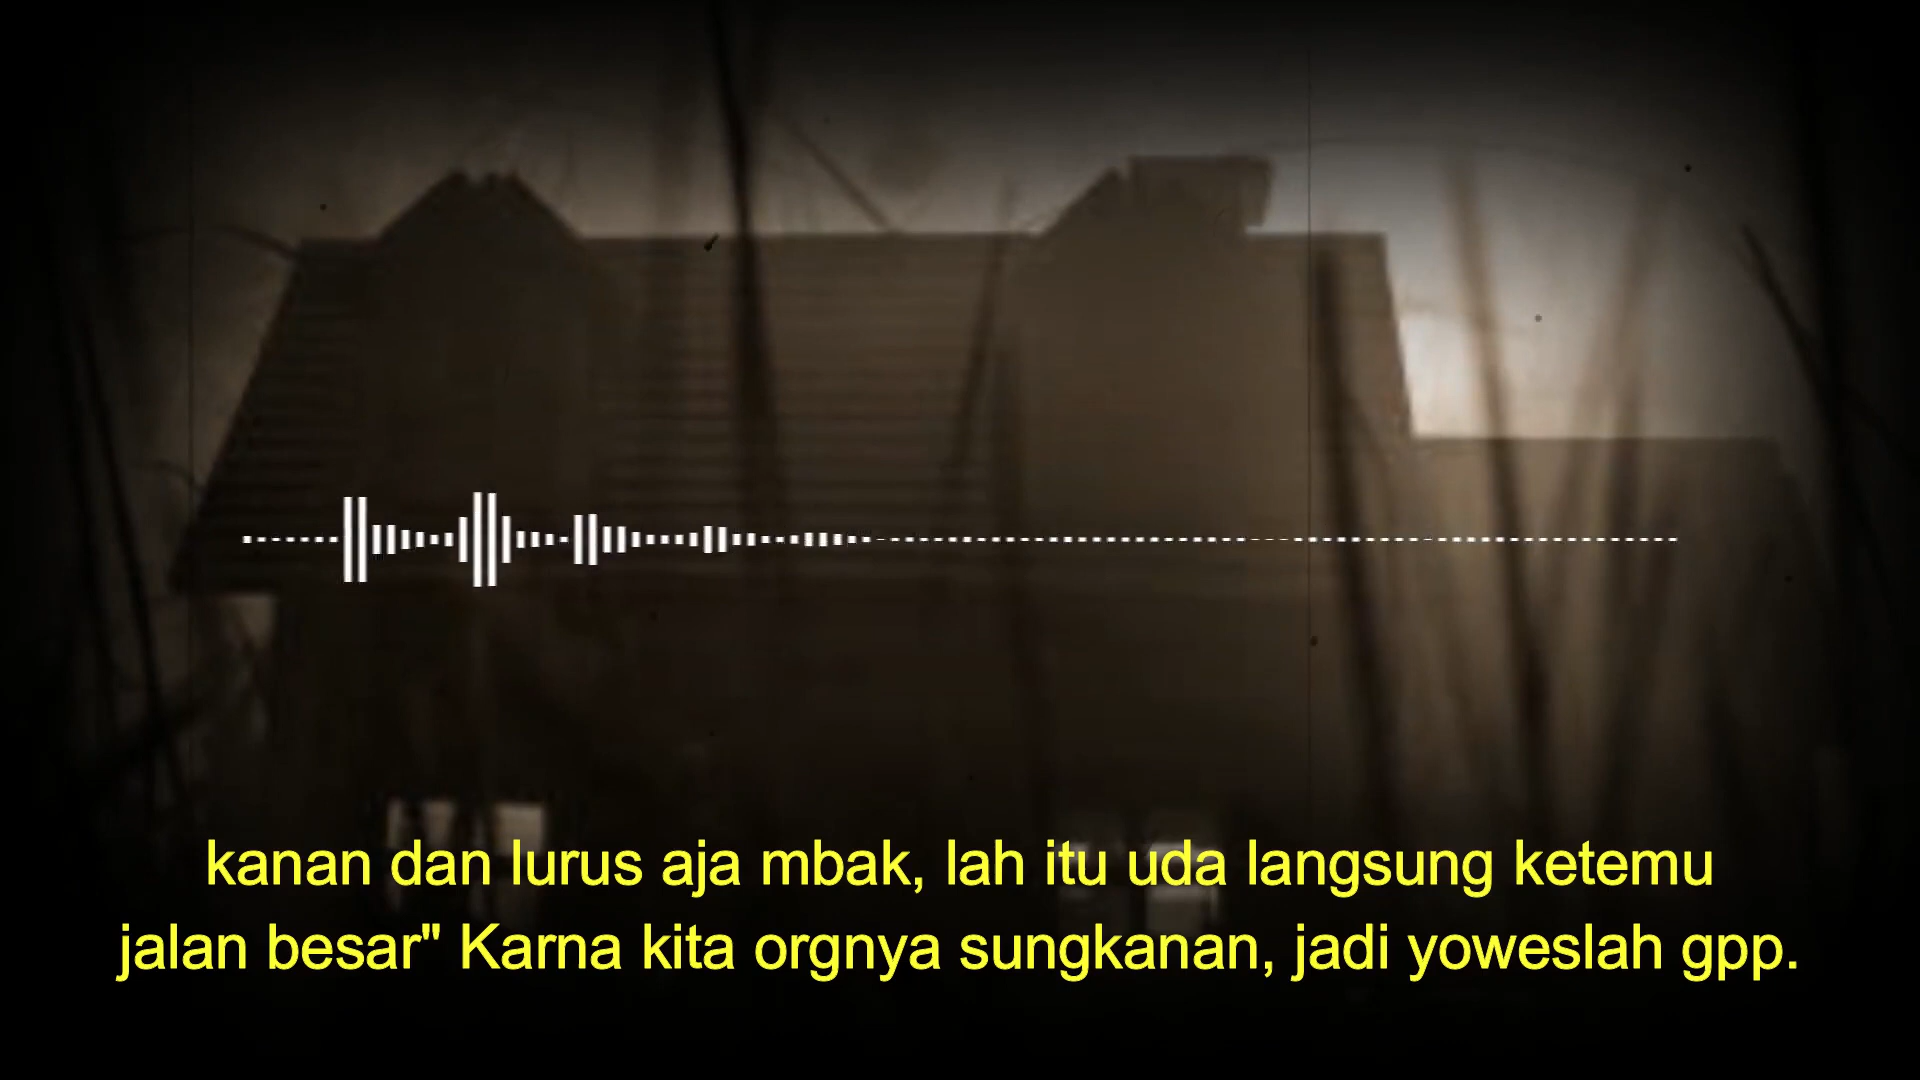 kanan dan lurus aja mbak, lah itu uda langsung ketemu
jalan besar" Karna kita orgnya sungkanan, jadi yoweslah gpp.